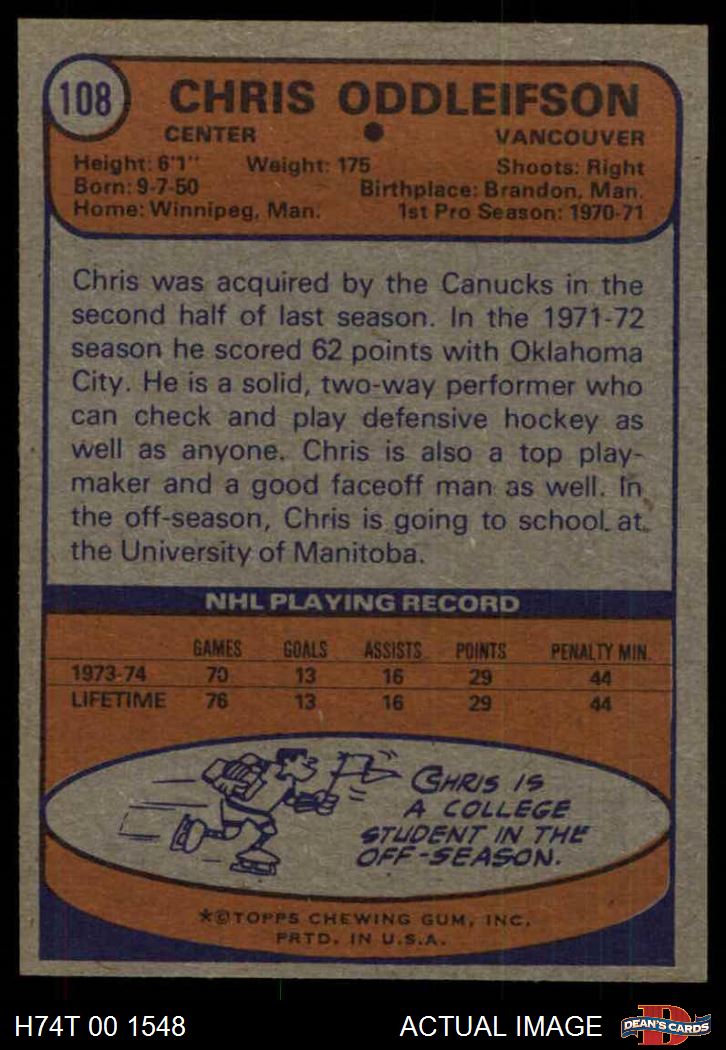 108
CHRIS ODDLEIFSON
CENTER ● VANCOUVER
Height: 6'1" Weight: 175 Shoots: Right
Born: 9-7-50 Birthplace: Brandon, Man.
Home: Winnipeg, Man. 1st Pro Season: 1970-71
Chris was acquired by the Canucks in the
second half of last season. In the 1971-72
season he scored 62 points with Oklahoma
City. He is a solid, two-way performer who
can check and play defensive hockey as
well as anyone. Chris is also a top play-
maker and a good faceoff man as well. In
the off-season, Chris is going to school at
the University of Manitoba.
NHL PLAYING RECORD
GAMES GOALS ASSISTS POINTS PENALTY MIN.
1973-74 70 13 16 29 44
LIFETIME 76 13 16 29 44
CHRIS IS
A COLLEGE
STUDENT IN THE
OFF-SEASON.
*©TOPPS CHEWING GUM, INC.
PRTD. IN U.S.A.
H74T 00 1548 ACTUAL IMAGE D DEAN'S CARDS